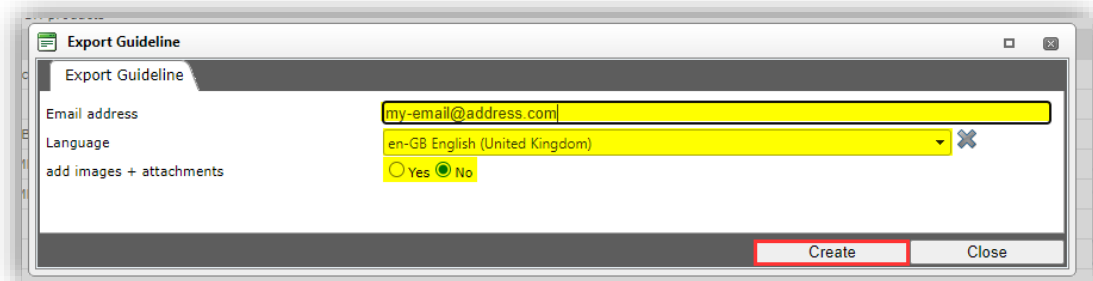 products
Export Guideline
Export Guideline
Email address my-email@address.com
Language en-GB English (United Kingdom)
add images + attachments Yes No
Create Close